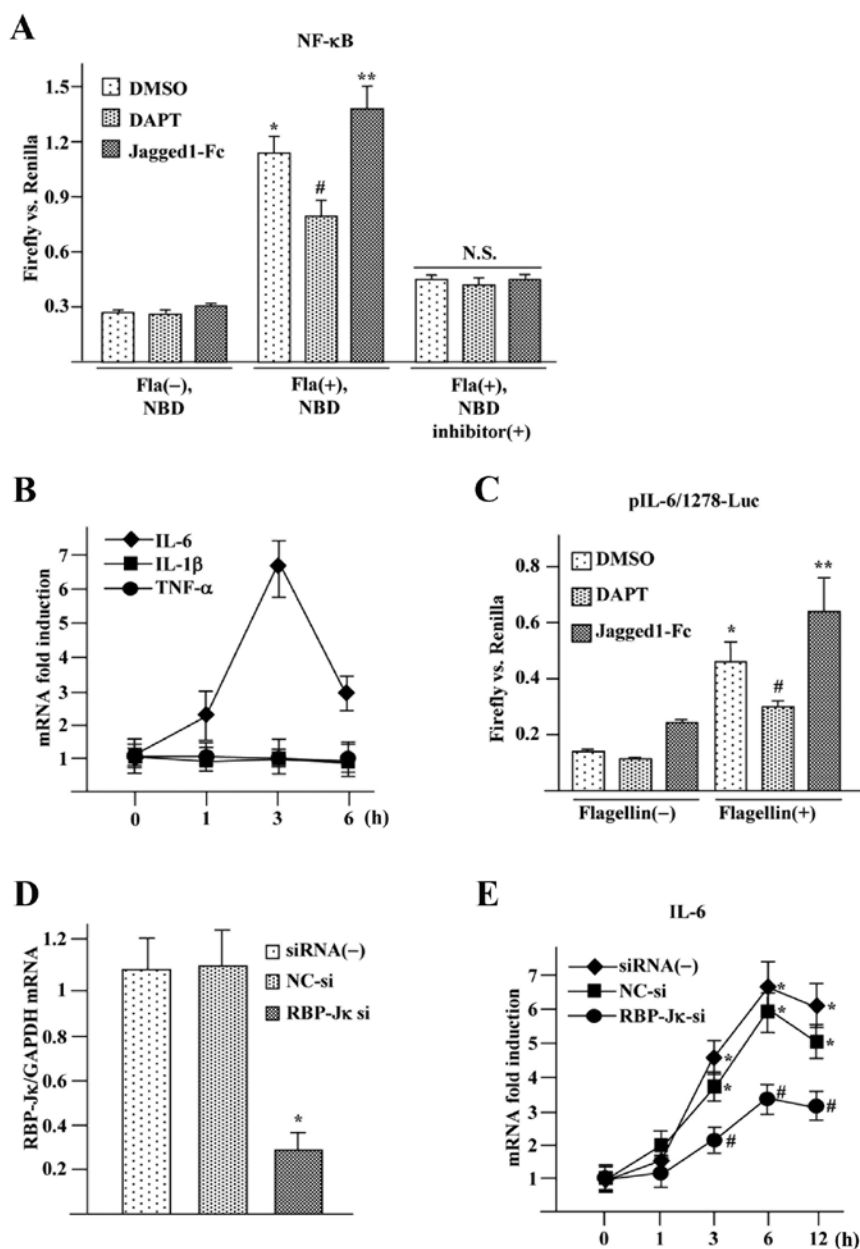 A
NF-κB
DMSO
DAPT
Jagged1-Fc
Firefly vs. Renilla
1.5
1.2
0.9
0.6
0.3
*
#
**
N.S.
Fla(−),
NBD
Fla(+),
NBD
Fla(+),
NBD
inhibitor(+)
B
IL-6
IL-1β
TNF-α
mRNA fold induction
7
6
5
4
3
2
1
0
1
3
6
(h)
C
pIL-6/1278-Luc
DMSO
DAPT
Jagged1-Fc
Firefly vs. Renilla
0.8
0.6
0.4
0.2
*
#
**
Flagellin(−)
Flagellin(+)
D
siRNA(−)
NC-si
RBP-Jκ si
RBP-Jκ/GAPDH mRNA
1.2
1
0.8
0.6
0.4
0.2
*
E
IL-6
siRNA(−)
NC-si
RBP-Jκ-si
mRNA fold induction
7
6
5
4
3
2
1
*
*
*
*
*
*
#
#
#
0
1
3
6
12
(h)